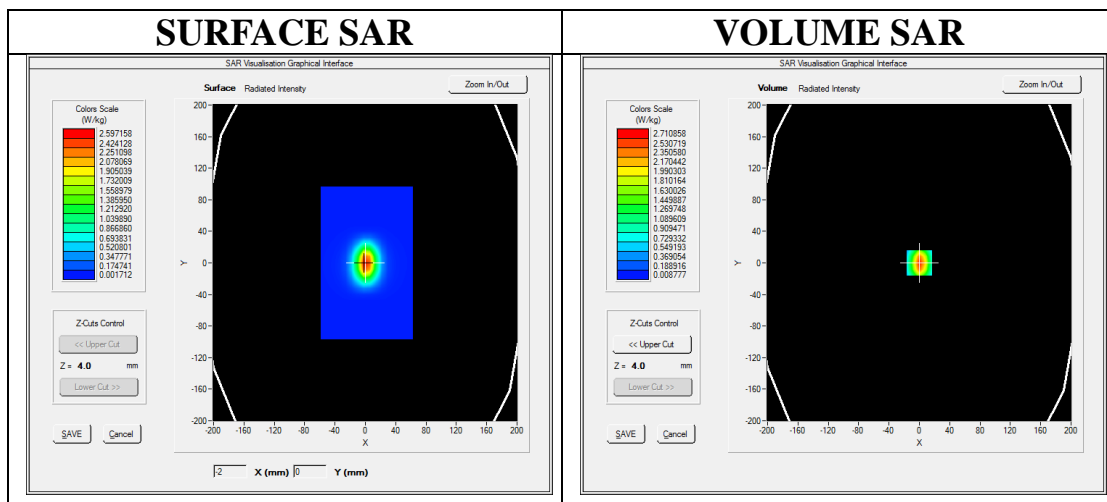 SURFACE SAR
SAR Visualisation Graphical Interface
Surface Radiated Intensity
Zoom In/Out
Colors Scale
(W/kg)
2.597158
2.424128
2.251098
2.078069
1.905039
1.732009
1.558979
1.385950
1.212920
1.039890
0.866860
0.693831
0.520801
0.347771
0.174741
0.001712
Z-Cuts Control
<< Upper Cut
Z = 4.0 mm
Lower Cut >>
SAVE Cancel
200
160
120
80
40
0
-40
-80
-120
-160
-200
Y
-200 -160 -120 -80 -40 0 40 80 120 160 200
X
-2 X (mm) 0 Y (mm)
VOLUME SAR
SAR Visualisation Graphical Interface
Volume Radiated Intensity
Zoom In/Out
Colors Scale
(W/kg)
2.710858
2.530719
2.350580
2.170442
1.990303
1.810164
1.630026
1.449887
1.269748
1.089609
0.909471
0.729332
0.549193
0.369054
0.188916
0.008777
Z-Cuts Control
<< Upper Cut
Z = 4.0 mm
Lower Cut >>
SAVE Cancel
200
160
120
80
40
0
-40
-80
-120
-160
-200
Y
-200 -160 -120 -80 -40 0 40 80 120 160 200
X